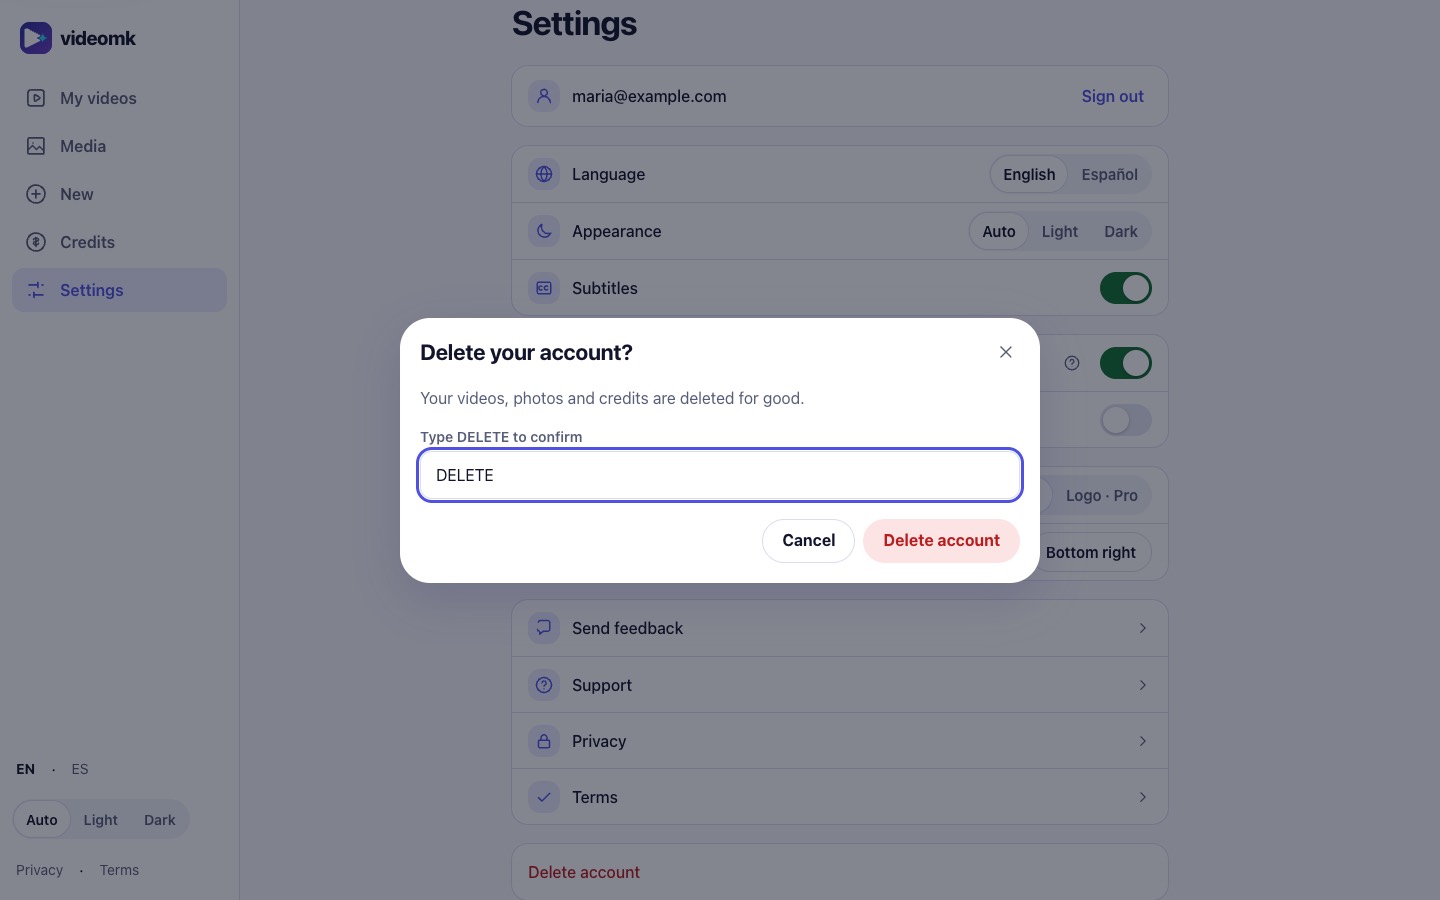 videomk
My videos
Media
New
Credits
Settings
EN · ES
Auto Light Dark
Privacy · Terms
Settings
maria@example.com Sign out
Language English Español
Appearance Auto Light Dark
Subtitles
Delete your account?
Your videos, photos and credits are deleted for good.
Type DELETE to confirm
DELETE
Cancel Delete account
Logo · Pro
Bottom right
Send feedback
Support
Privacy
Terms
Delete account